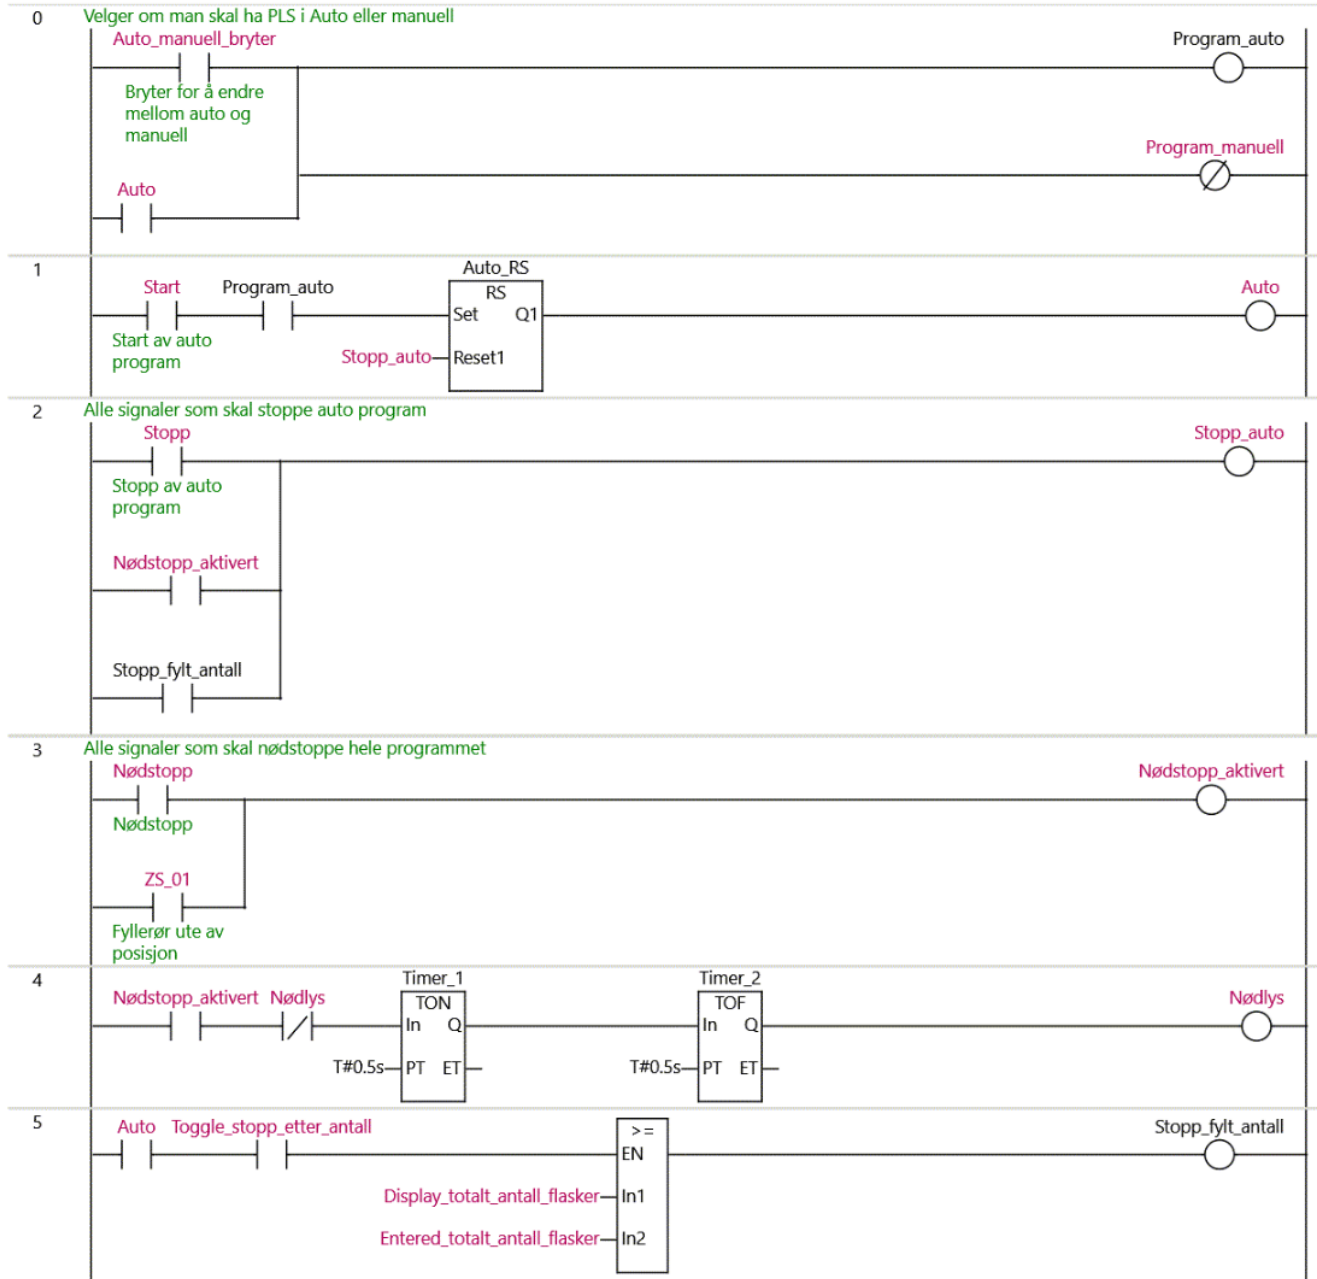 0
Velger om man skal ha PLS i Auto eller manuell
Auto_manuell_bryter
Program_auto
Bryter for å endre
mellom auto og
manuell
Program_manuell
Auto
1
Auto_RS
Start
Program_auto
RS
Auto
Set Q1
Start av auto
program
Stopp_auto
Reset1
2
Alle signaler som skal stoppe auto program
Stopp
Stopp_auto
Stopp av auto
program
Nødstopp_aktivert
Stopp_fylt_antall
3
Alle signaler som skal nødstoppe hele programmet
Nødstopp
Nødstopp_aktivert
Nødstopp
ZS_01
Fyllerør ute av
posisjon
4
Timer_1
Timer_2
Nødstopp_aktivert
Nødlys
TON
TOF
Nødlys
In Q
In Q
T#0.5s
PT ET
T#0.5s
PT ET
5
Auto
Toggle_stopp_etter_antall
>=
Stopp_fylt_antall
EN
Display_totalt_antall_flasker
In1
Entered_totalt_antall_flasker
In2